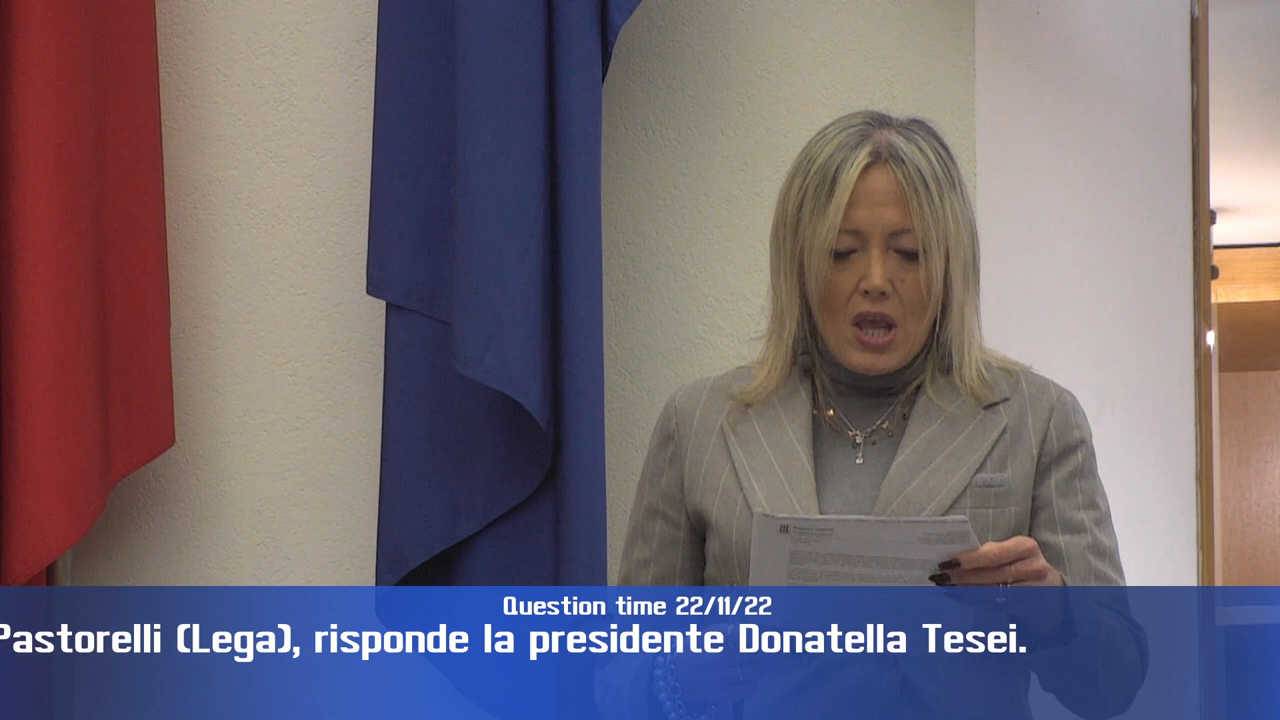 Question time 22/11/22
Pastorelli (Lega), risponde la presidente Donatella Tesei.